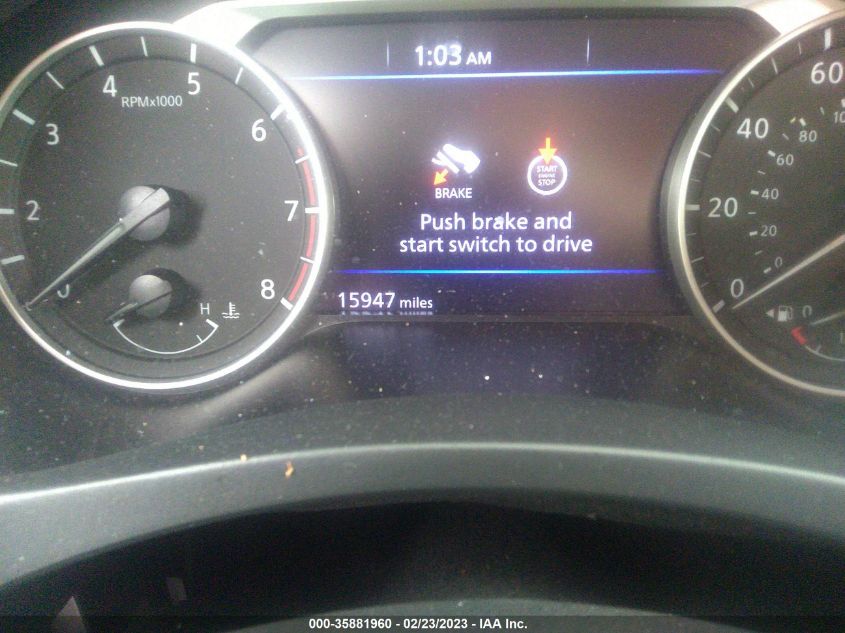 1:03 AM
4
5
RPMx1000
3
6
2
7
8
H
BRAKE
START
ENGINE
STOP
Push brake and
start switch to drive
15947 miles
60
40
80
60
20
40
20
0
0
0
000-35881960 - 02/23/2023 - IAA Inc.